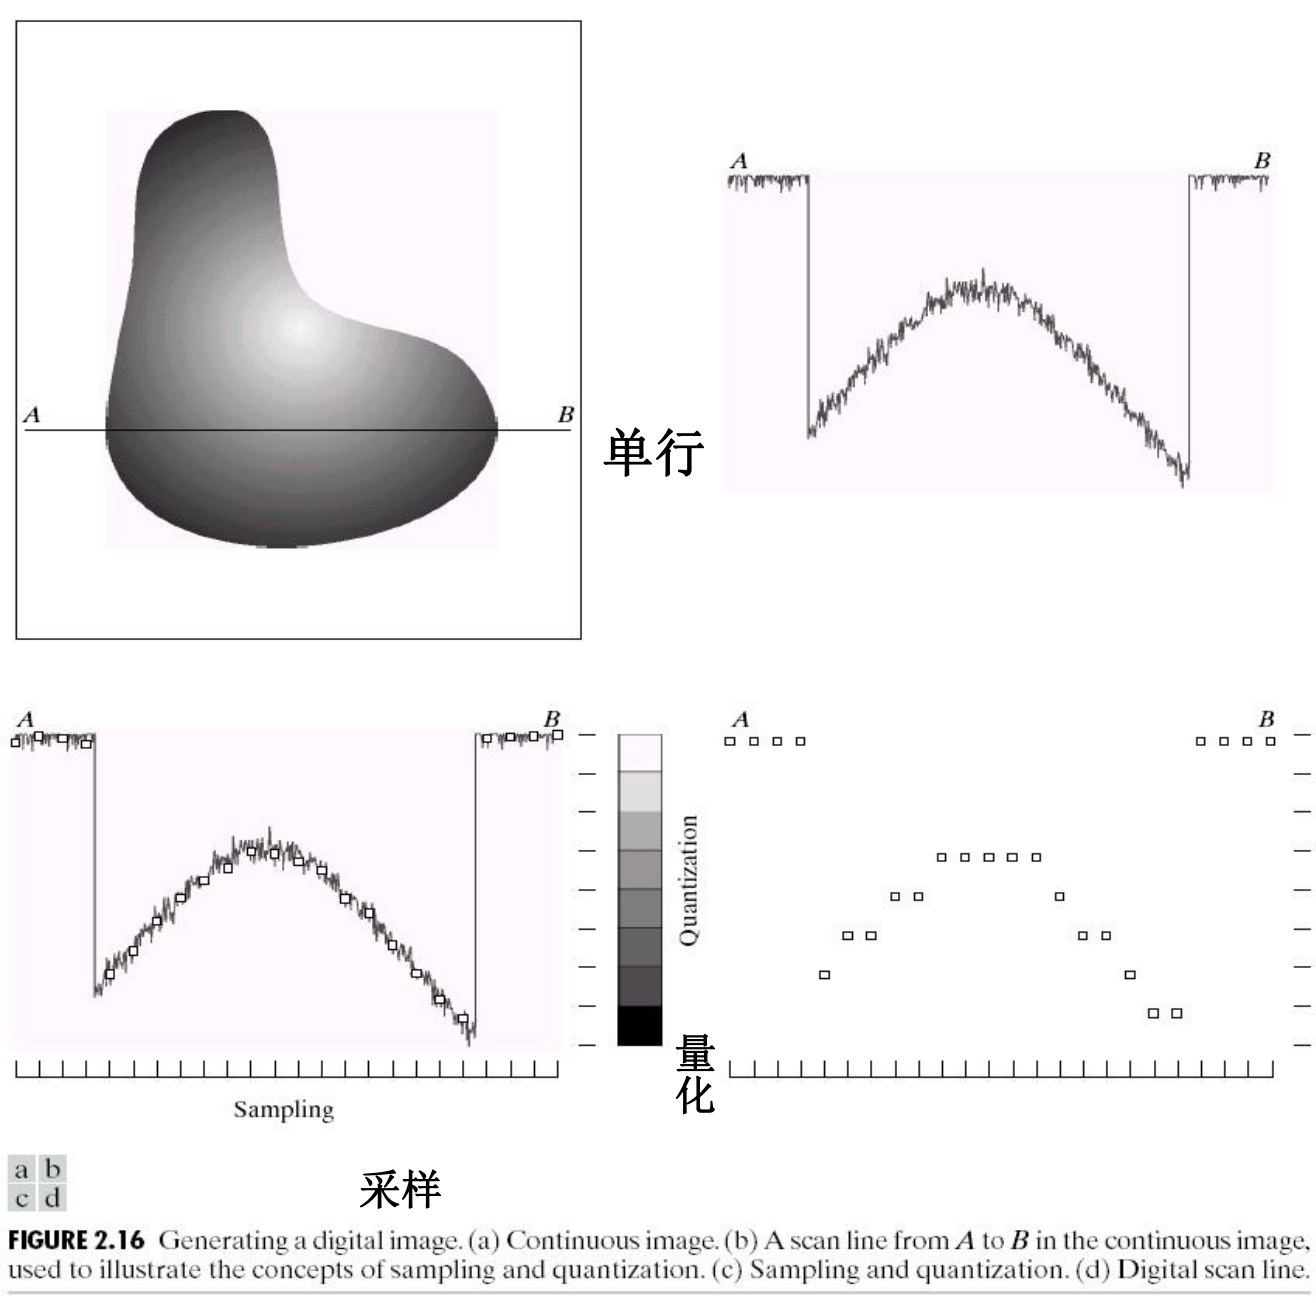 A
B
A
B
单行
A
B
Quantization
A
B
量
化
Sampling
采样
a b
c d
FIGURE 2.16 Generating a digital image. (a) Continuous image. (b) A scan line from A to B in the continuous image,
used to illustrate the concepts of sampling and quantization. (c) Sampling and quantization. (d) Digital scan line.